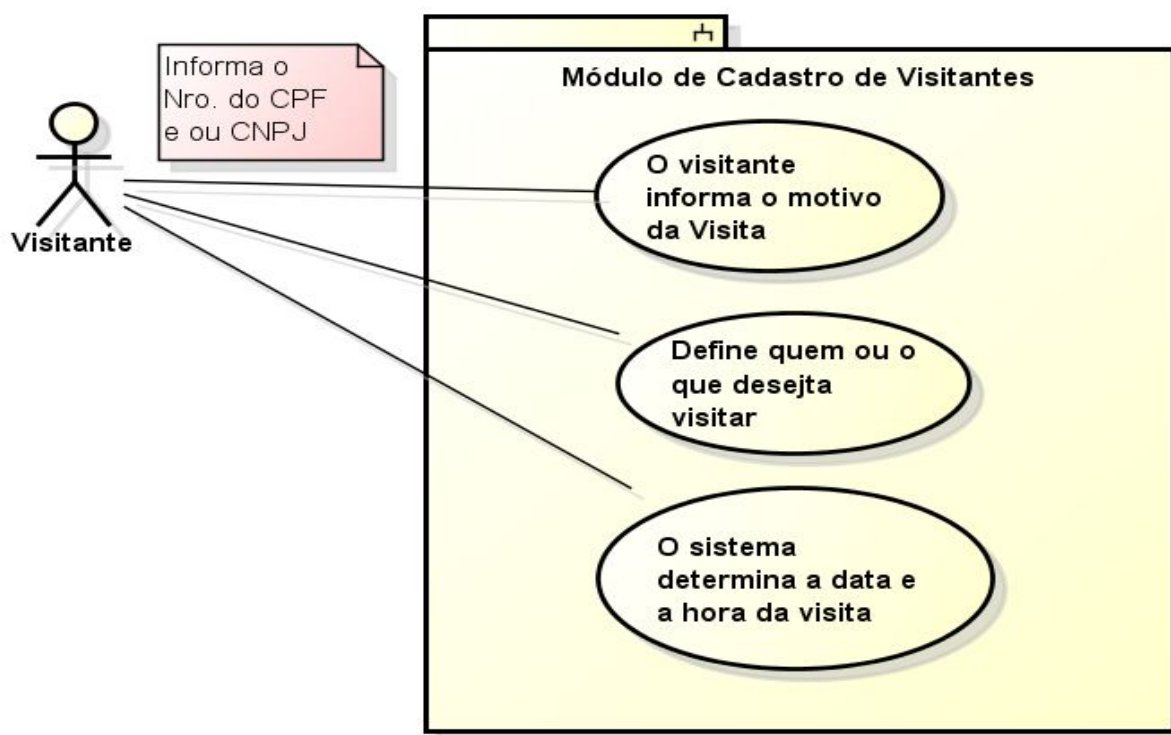 Informa o
Nro. do CPF
e ou CNPJ
Visitante
Módulo de Cadastro de Visitantes
O visitante
informa o motivo
da Visita
Define quem ou o
que desejta
visitar
O sistema
determina a data e
a hora da visita